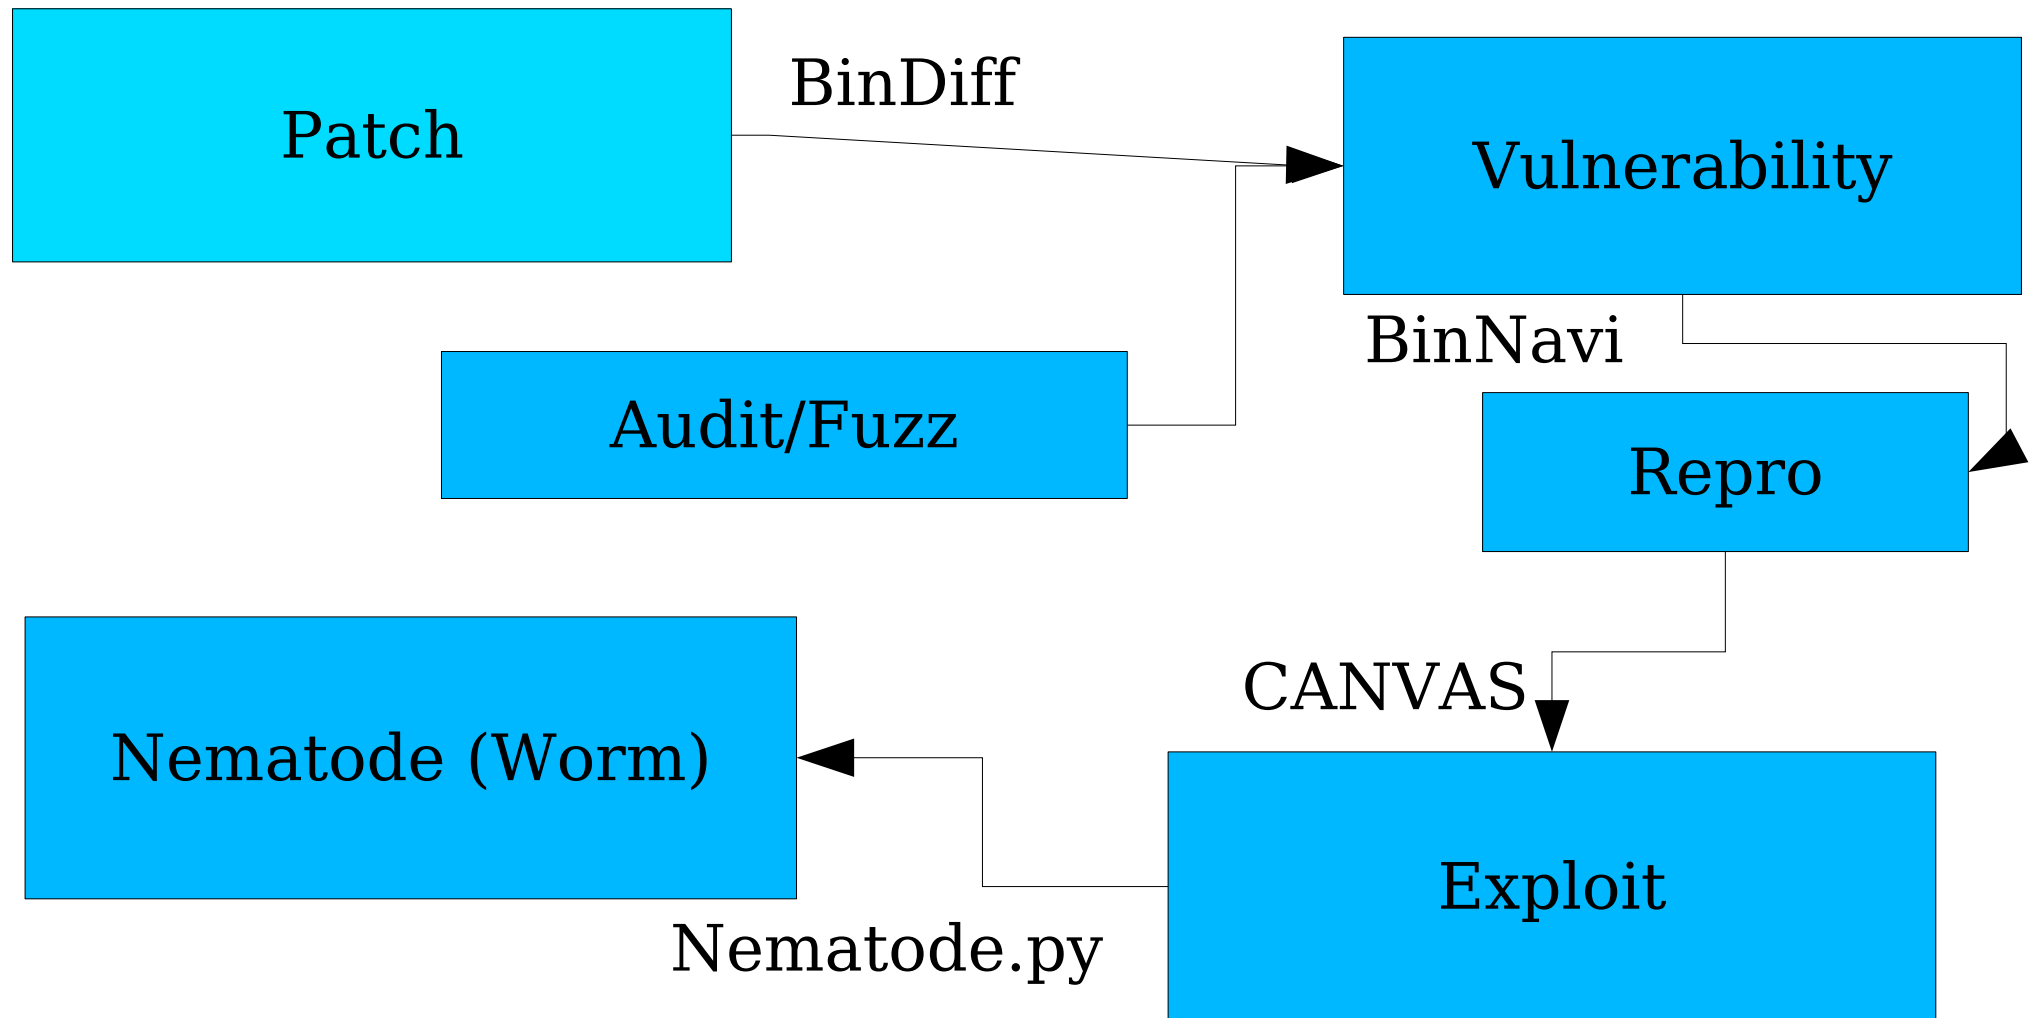 Patch
BinDiff
Vulnerability
BinNavi
Audit/Fuzz
Repro
CANVAS
Nematode (Worm)
Exploit
Nematode.py